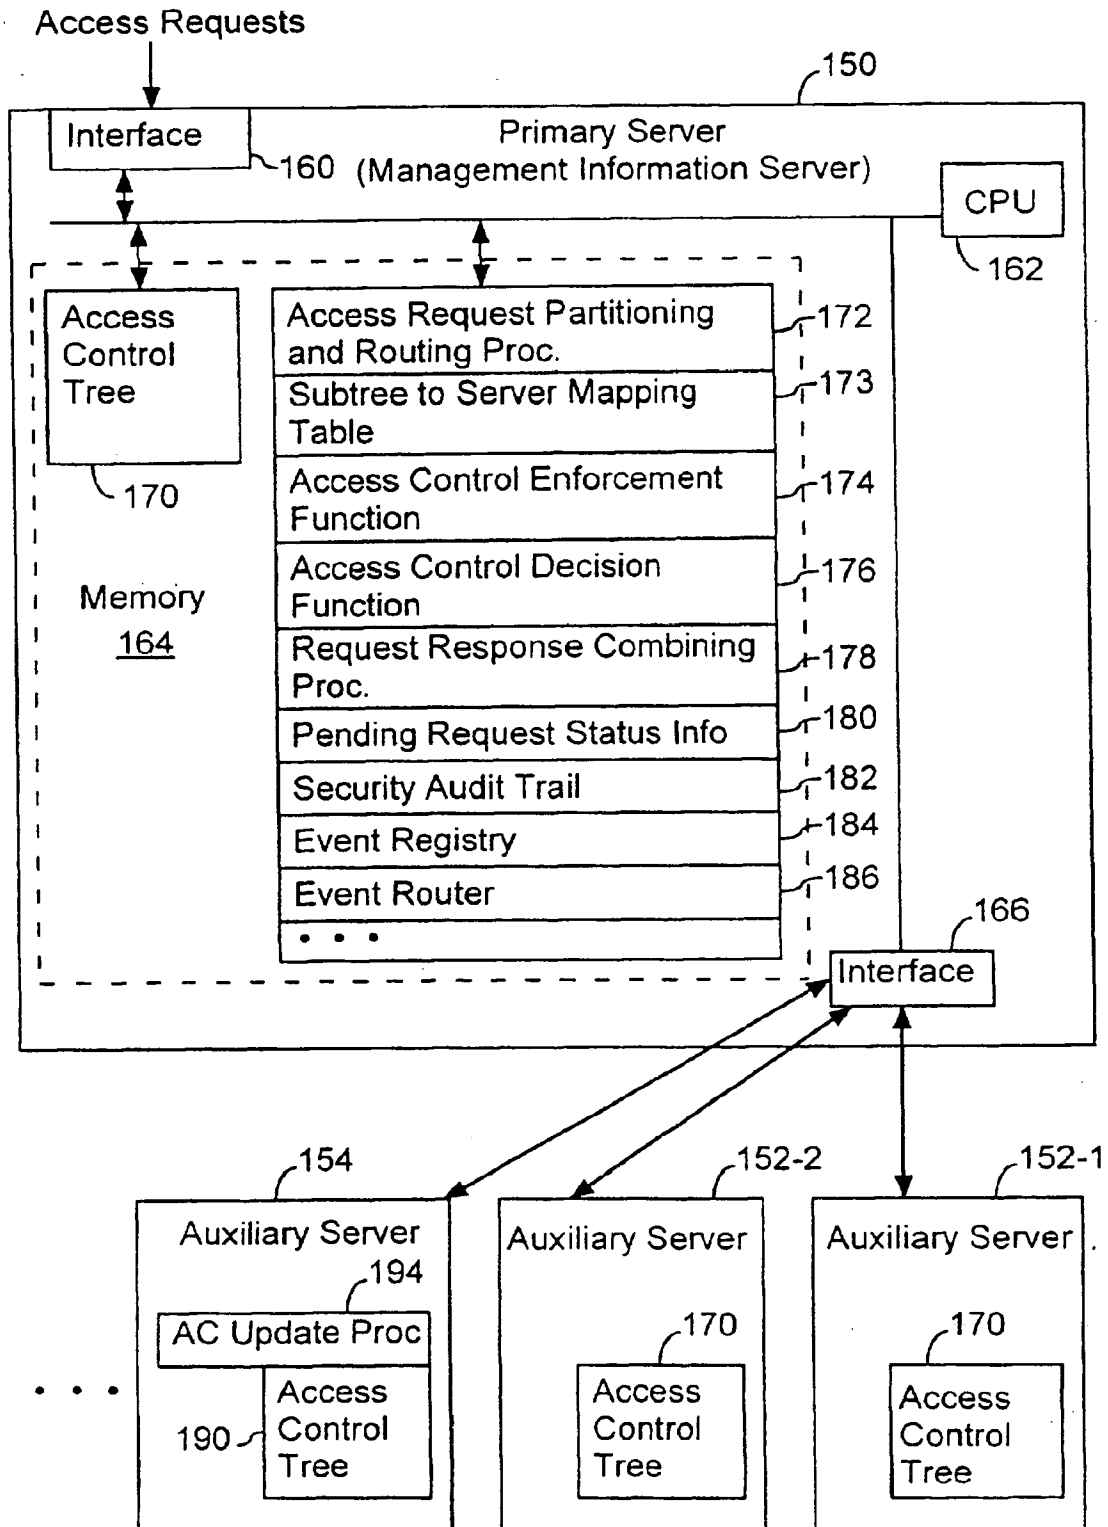 Access Requests
150
Interface
Primary Server
160
(Management Information Server)
CPU
162
Access
Control
Tree
170
Access Request Partitioning
and Routing Proc.
172
Subtree to Server Mapping
Table
173
Access Control Enforcement
Function
174
Access Control Decision
Function
176
Memory
164
Request Response Combining
Proc.
178
Pending Request Status Info
180
Security Audit Trail
182
Event Registry
184
Event Router
186
• • •
166
Interface
154
152-2
152-1
Auxiliary Server
Auxiliary Server
Auxiliary Server
194
AC Update Proc
170
170
• • •
190
Access
Control
Tree
Access
Control
Tree
Access
Control
Tree